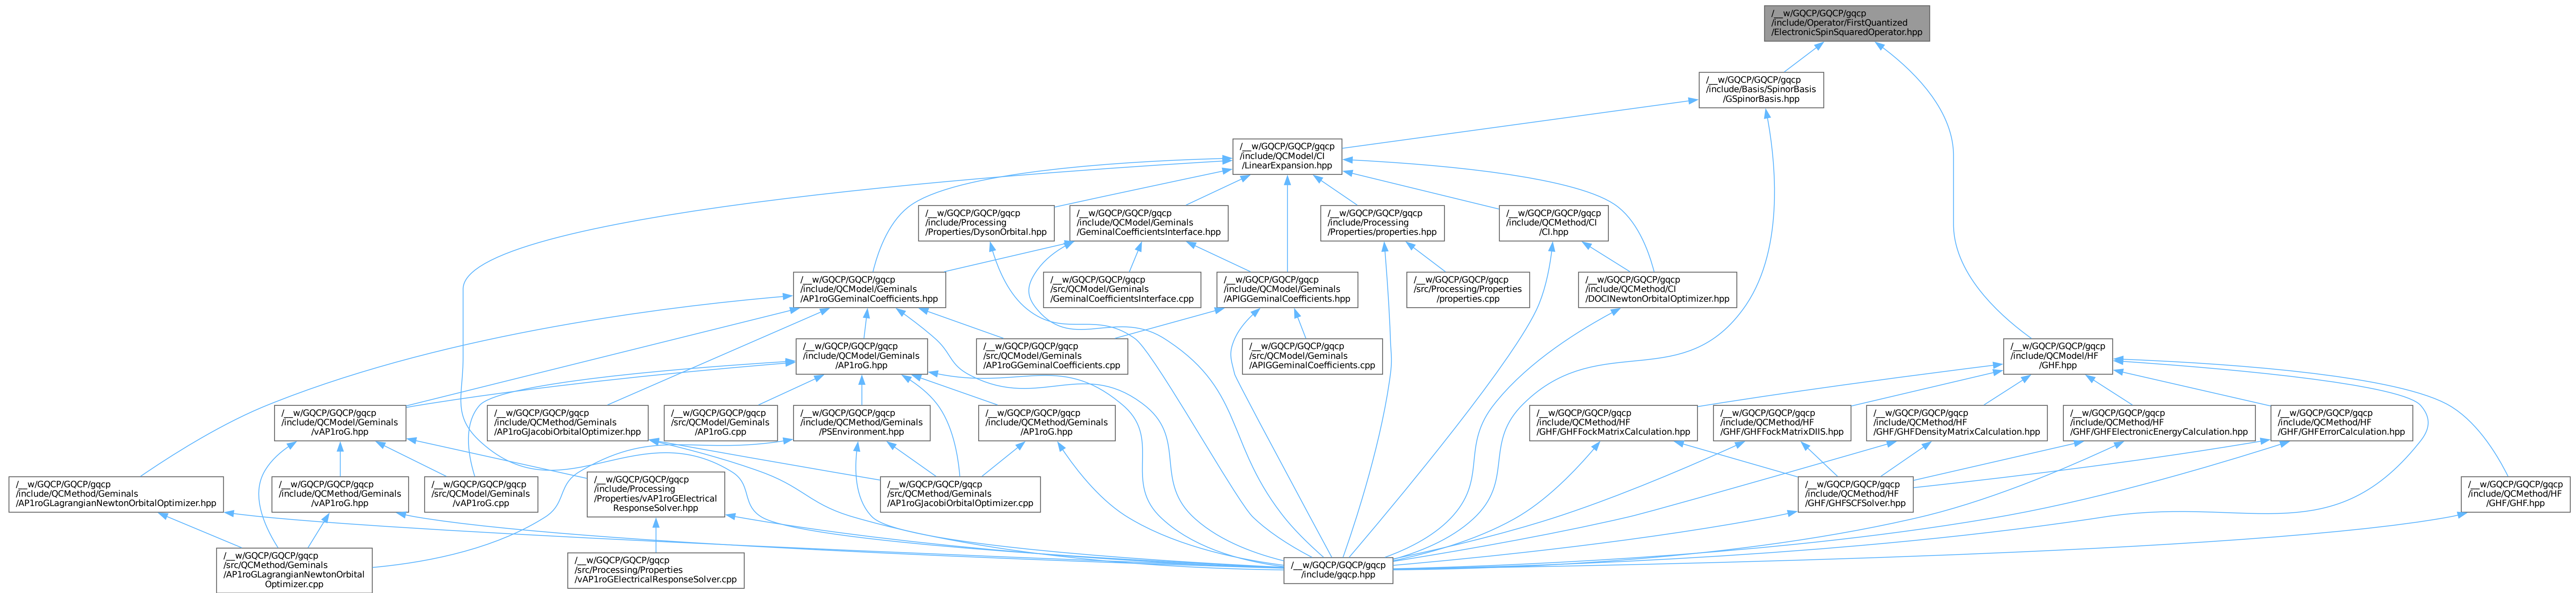 /__w/GQCP/GQCP/gqcp
/include/Operator/FirstQuantized
/ElectronicSpinSquaredOperator.hpp
/__w/GQCP/GQCP/gqcp
/include/Basis/SpinorBasis
/GSpinorBasis.hpp
/__w/GQCP/GQCP/gqcp
/include/QCModel/CI
/LinearExpansion.hpp
/__w/GQCP/GQCP/gqcp
/include/Processing
/Properties/DysonOrbital.hpp
/__w/GQCP/GQCP/gqcp
/include/QCModel/Geminals
/GeminalCoefficientsInterface.hpp
/__w/GQCP/GQCP/gqcp
/include/Processing
/Properties/properties.hpp
/__w/GQCP/GQCP/gqcp
/include/QCMethod/CI
/CI.hpp
/__w/GQCP/GQCP/gqcp
/include/QCModel/Geminals
/AP1roGGeminalCoefficients.hpp
/__w/GQCP/GQCP/gqcp
/src/QCModel/Geminals
/GeminalCoefficientsInterface.cpp
/__w/GQCP/GQCP/gqcp
/include/QCModel/Geminals
/APIGGeminalCoefficients.hpp
/__w/GQCP/GQCP/gqcp
/src/Processing/Properties
/properties.cpp
/__w/GQCP/GQCP/gqcp
/include/QCMethod/CI
/DOCINewtonOrbitalOptimizer.hpp
/__w/GQCP/GQCP/gqcp
/include/QCModel/Geminals
/AP1roG.hpp
/__w/GQCP/GQCP/gqcp
/src/QCModel/Geminals
/AP1roGGeminalCoefficients.cpp
/__w/GQCP/GQCP/gqcp
/src/QCModel/Geminals
/APIGGeminalCoefficients.cpp
/__w/GQCP/GQCP/gqcp
/include/QCModel/HF
/GHF.hpp
/__w/GQCP/GQCP/gqcp
/include/QCModel/Geminals
/vAP1roG.hpp
/__w/GQCP/GQCP/gqcp
/include/QCMethod/Geminals
/AP1roGJacobiOrbitalOptimizer.hpp
/__w/GQCP/GQCP/gqcp
/src/QCModel/Geminals
/AP1roG.cpp
/__w/GQCP/GQCP/gqcp
/include/QCMethod/Geminals
/PSEnvironment.hpp
/__w/GQCP/GQCP/gqcp
/include/QCMethod/Geminals
/AP1roG.hpp
/__w/GQCP/GQCP/gqcp
/include/QCMethod/HF
/GHF/GHFFockMatrixCalculation.hpp
/__w/GQCP/GQCP/gqcp
/include/QCMethod/HF
/GHF/GHFFockMatrixDIIS.hpp
/__w/GQCP/GQCP/gqcp
/include/QCMethod/HF
/GHF/GHFDensityMatrixCalculation.hpp
/__w/GQCP/GQCP/gqcp
/include/QCMethod/HF
/GHF/GHFElectronicEnergyCalculation.hpp
/__w/GQCP/GQCP/gqcp
/include/QCMethod/HF
/GHF/GHFErrorCalculation.hpp
/__w/GQCP/GQCP/gqcp
/include/QCMethod/Geminals
/AP1roGLagrangianNewtonOrbitalOptimizer.hpp
/__w/GQCP/GQCP/gqcp
/include/QCMethod/Geminals
/vAP1roG.hpp
/__w/GQCP/GQCP/gqcp
/src/QCModel/Geminals
/vAP1roG.cpp
/__w/GQCP/GQCP/gqcp
/include/Processing
/Properties/vAP1roGElectrical
ResponseSolver.hpp
/__w/GQCP/GQCP/gqcp
/src/QCMethod/Geminals
/AP1roGJacobiOrbitalOptimizer.cpp
/__w/GQCP/GQCP/gqcp
/include/QCMethod/HF
/GHF/GHFSCFSolver.hpp
/__w/GQCP/GQCP/gqcp
/include/QCMethod/HF
/GHF/GHF.hpp
/__w/GQCP/GQCP/gqcp
/src/QCMethod/Geminals
/AP1roGLagrangianNewtonOrbital
Optimizer.cpp
/__w/GQCP/GQCP/gqcp
/src/Processing/Properties
/vAP1roGElectricalResponseSolver.cpp
/__w/GQCP/GQCP/gqcp
/include/gqcp.hpp